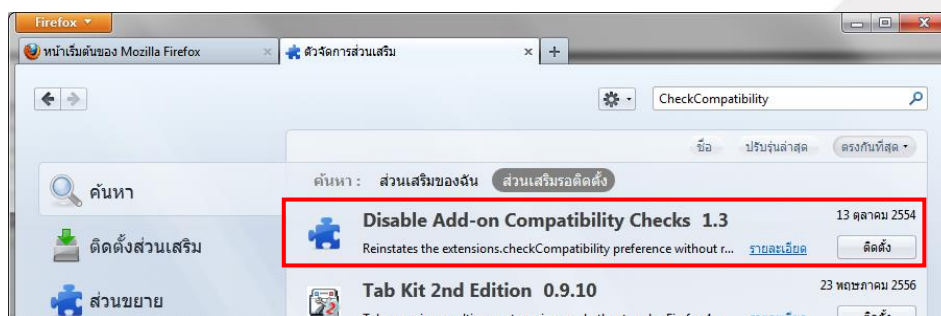 Firefox
หน้าเริ่มต้นของ Mozilla Firefox
ตัวจัดการส่วนเสริม
CheckCompatibility
ชื่อ ปรับรุ่นล่าสุด ตรงกันที่สุด
ค้นหา
ค้นหา : ส่วนเสริมของฉัน ส่วนเสริมรอติดตั้ง
Disable Add-on Compatibility Checks 1.3
13 ตุลาคม 2554
Reinstates the extensions.checkCompatibility preference without r... รายละเอียด
ติดตั้ง
ติดตั้งส่วนเสริม
ส่วนขยาย
Tab Kit 2nd Edition 0.9.10
23 พฤษภาคม 2556